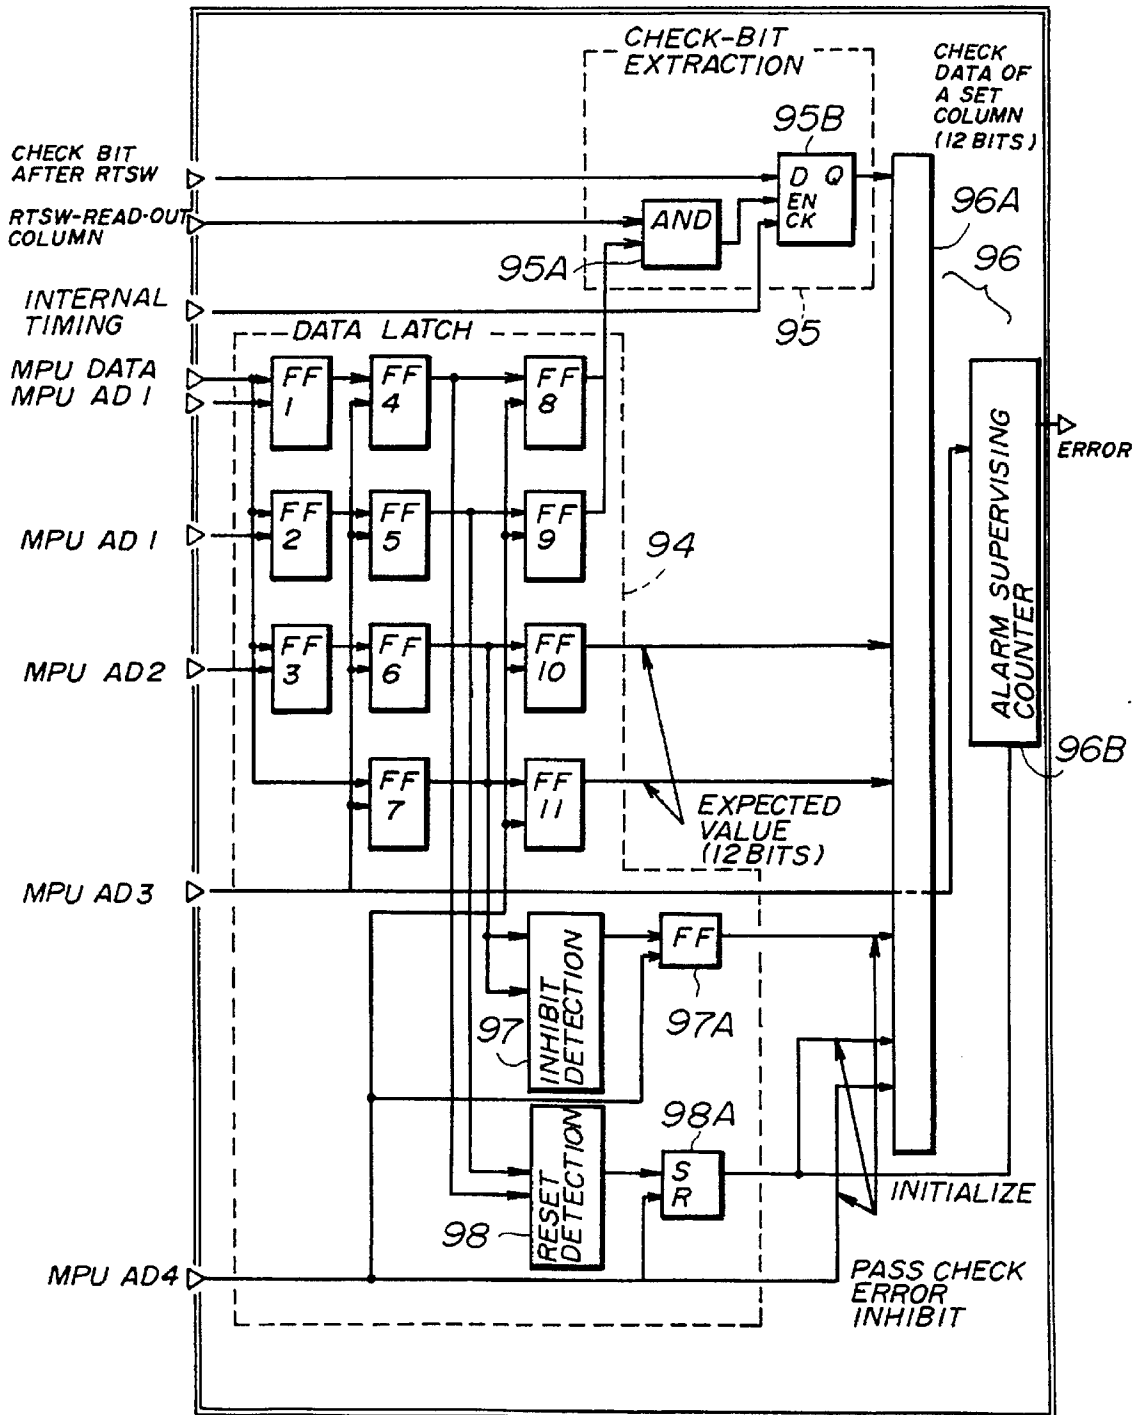 CHECK-BIT
EXTRACTION
CHECK
DATA OF
A SET
COLUMN
(12 BITS)
95B
CHECK BIT
AFTER RTSW
D Q
EN
CK
RTSW-READ-OUT
COLUMN
AND
95A
96A
96
INTERNAL
TIMING
95
DATA LATCH
MPU DATA
MPU AD1
FF
1
FF
4
FF
8
ERROR
MPU AD1
FF
2
FF
5
FF
9
94
MPU AD2
FF
3
FF
6
FF
10
ALARM SUPERVISING
COUNTER
96B
FF
7
FF
11
EXPECTED
VALUE
(12BITS)
MPU AD3
INHIBIT
DETECTION
97
FF
97A
RESET
DETECTION
98
98A
S
R
INITIALIZE
MPU AD4
PASS CHECK
ERROR
INHIBIT